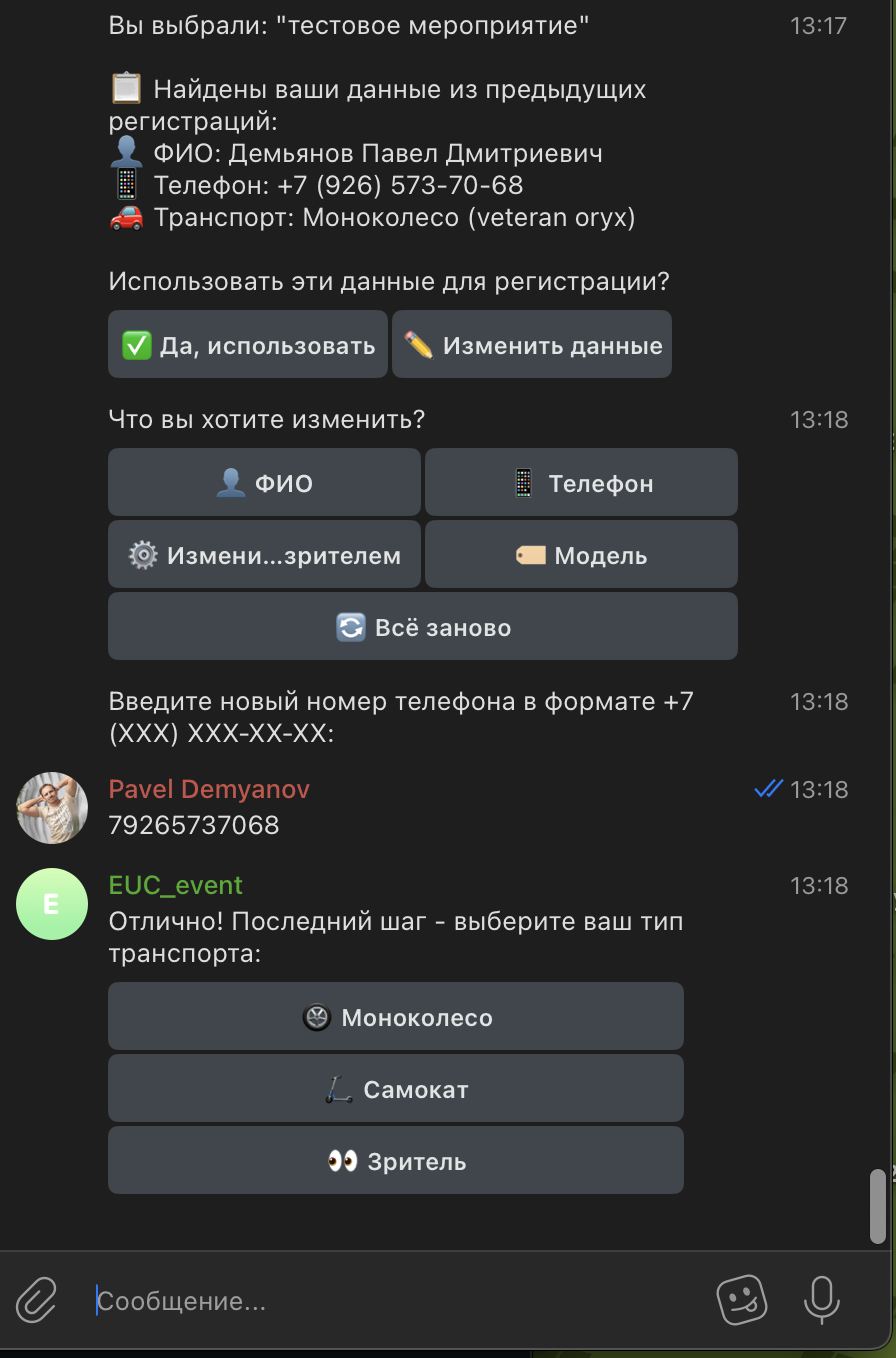 Вы выбрали: "тестовое мероприятие"
13:17
Найдены ваши данные из предыдущих
регистраций:
ФИО: Демьянов Павел Дмитриевич
Телефон: +7 (926) 573-70-68
Транспорт: Моноколесо (veteran oryx)
Использовать эти данные для регистрации?
Да, использовать
Изменить данные
Что вы хотите изменить?
13:18
ФИО
Телефон
Измени...зрителем
Модель
Всё заново
Введите новый номер телефона в формате +7
13:18
(XXX) XXX-XX-XX:
Pavel Demyanov
13:18
79265737068
EUC_event
13:18
E
Отлично! Последний шаг - выберите ваш тип
транспорта:
Моноколесо
Самокат
Зритель
Сообщение...